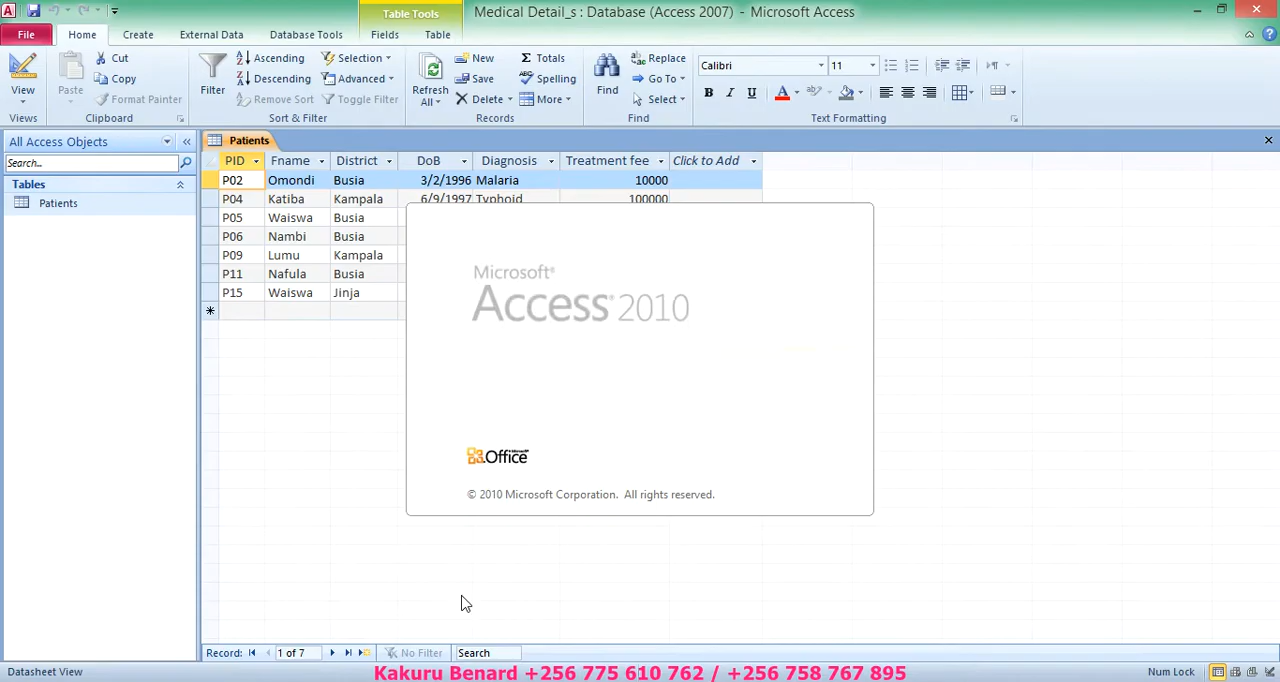 Medical Detail_s : Database (Access 2007) - Microsoft Access
Table Tools
File Home Create External Data Database Tools Fields Table
View
Views
Paste
Cut
Copy
Format Painter
Clipboard
Filter
Ascending
Descending
Remove Sort
Selection
Advanced
Toggle Filter
Sort & Filter
Refresh
All
New
Save
Delete
Totals
Spelling
More
Records
Find
Replace
Go To
Select
Find
Calibri 11
B I U A
Text Formatting
All Access Objects
Search...
Tables
Patients
Patients
PID Fname District DoB Diagnosis Treatment fee Click to Add
P02 Omondi Busia 3/2/1996 Malaria 10000
P04 Katiba Kampala 6/9/1997 Typhoid 100000
P05 Waiswa Busia
P06 Nambi Busia
P09 Lumu Kampala
P11 Nafula Busia
P15 Waiswa Jinja
Microsoft®
Access® 2010
Microsoft®
Office
© 2010 Microsoft Corporation. All rights reserved.
Record: 1 of 7 No Filter Search
Datasheet View
Num Lock
Kakuru Benard +256 775 610 762 / +256 758 767 895